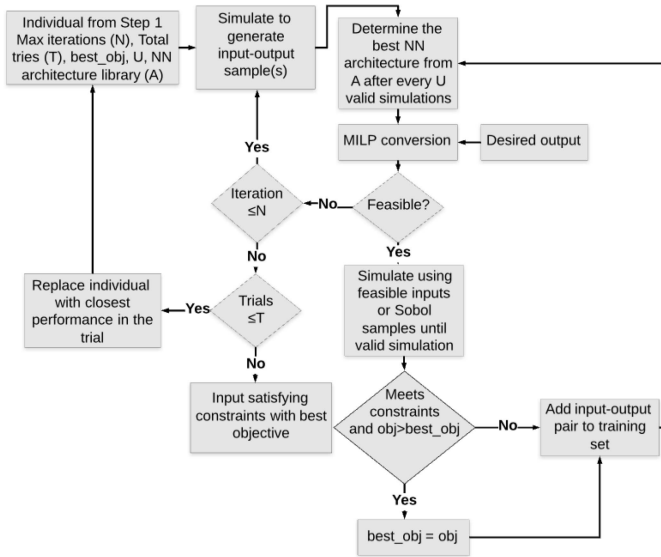 Individual from Step 1
Max iterations (N), Total
tries (T), best_obj, U, NN
architecture library (A)
Simulate to
generate
input-output
sample(s)
Determine the
best NN
architecture from
A after every U
valid simulations
MILP conversion
Desired output
Yes
Iteration
≤N
No
Feasible?
No
Yes
Replace individual
with closest
performance in the
trial
Yes
Trials
≤T
No
Simulate using
feasible inputs
or Sobol
samples until
valid simulation
Input satisfying
constraints with best
objective
Meets
constraints
and obj>best_obj
No
Add input-output
pair to training
set
Yes
best_obj = obj